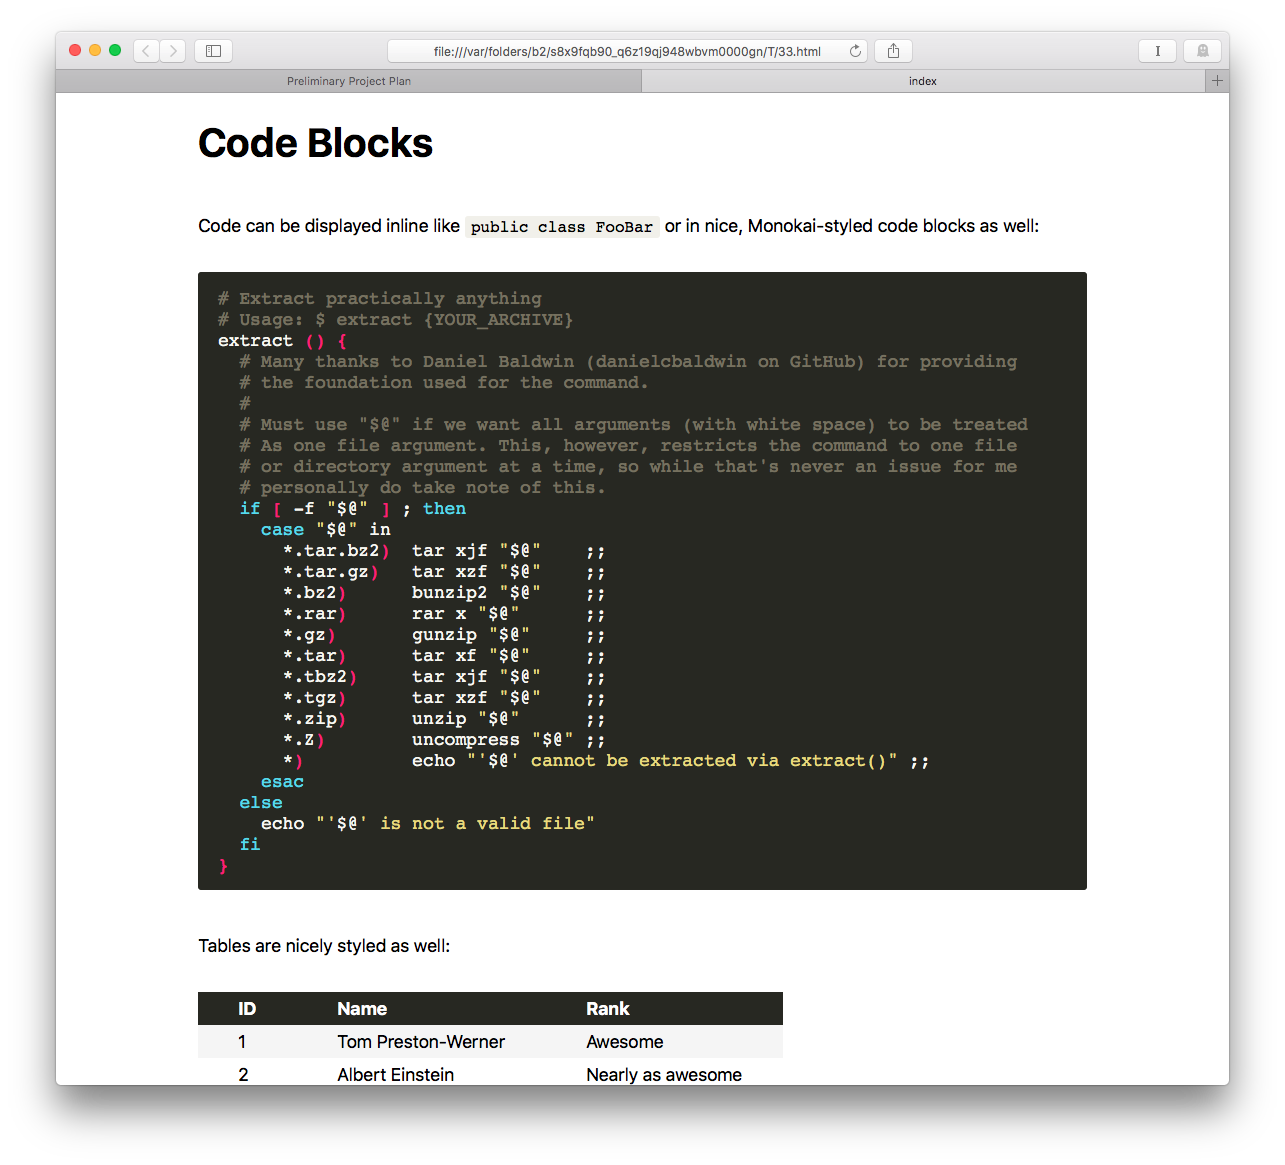 file:///var/folders/b2/s8x9fqb90_q6z19qj948wbvm0000gn/T/33.html
I
Preliminary Project Plan
index
+
Code Blocks
Code can be displayed inline like public class FooBar or in nice, Monokai-styled code blocks as well:
# Extract practically anything
# Usage: $ extract {YOUR_ARCHIVE}
extract () {
  # Many thanks to Daniel Baldwin (danielcbaldwin on GitHub) for providing
  # the foundation used for the command.
  #
  # Must use "$@" if we want all arguments (with white space) to be treated
  # As one file argument. This, however, restricts the command to one file
  # or directory argument at a time, so while that's never an issue for me
  # personally do take note of this.
  if [ -f "$@" ] ; then
    case "$@" in
      *.tar.bz2)  tar xjf "$@"    ;;
      *.tar.gz)   tar xzf "$@"    ;;
      *.bz2)      bunzip2 "$@"    ;;
      *.rar)      rar x "$@"      ;;
      *.gz)       gunzip "$@"     ;;
      *.tar)      tar xf "$@"     ;;
      *.tbz2)     tar xjf "$@"    ;;
      *.tgz)      tar xzf "$@"    ;;
      *.zip)      unzip "$@"      ;;
      *.Z)        uncompress "$@" ;;
      *)          echo "'$@' cannot be extracted via extract()" ;;
    esac
  else
    echo "'$@' is not a valid file"
  fi
}
Tables are nicely styled as well:
ID Name Rank
1 Tom Preston-Werner Awesome
2 Albert Einstein Nearly as awesome